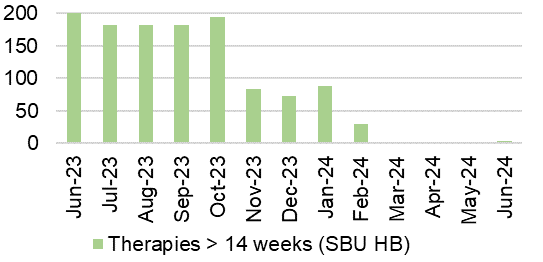 200
150
100
50
0
Jun-23
Jul-23
Aug-23
Sep-23
Oct-23
Nov-23
Dec-23
Jan-24
Feb-24
Mar-24
Apr-24
May-24
Jun-24
Therapies > 14 weeks (SBU HB)